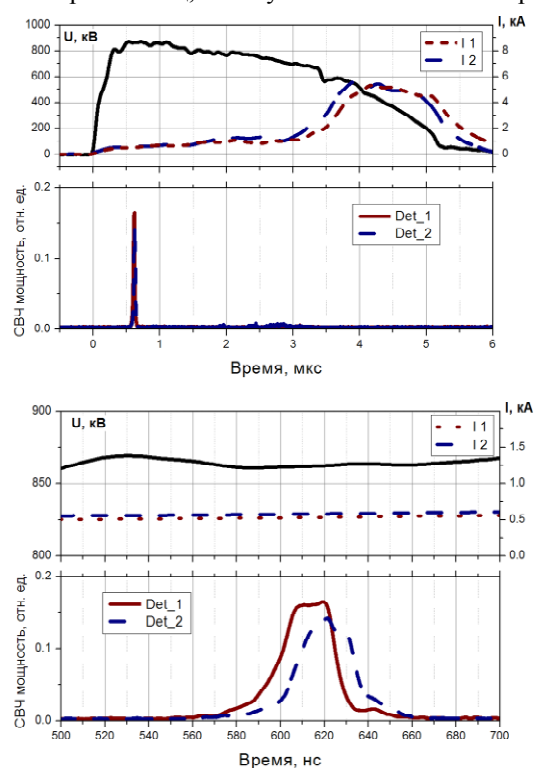 U, кВ
I, кА
1000
800
600
400
200
0
8
6
4
2
0
I 1
I 2
СВЧ мощность, отн. ед.
0.2
0.1
0.0
Det_1
Det_2
0 1 2 3 4 5 6
Время, мкс
U, кВ
I, кА
900
850
800
1.5
1.0
0.5
0.0
I 1
I 2
СВЧ мощность, отн. ед.
0.2
0.1
0.0
Det_1
Det_2
500 520 540 560 580 600 620 640 660 680 700
Время, нс